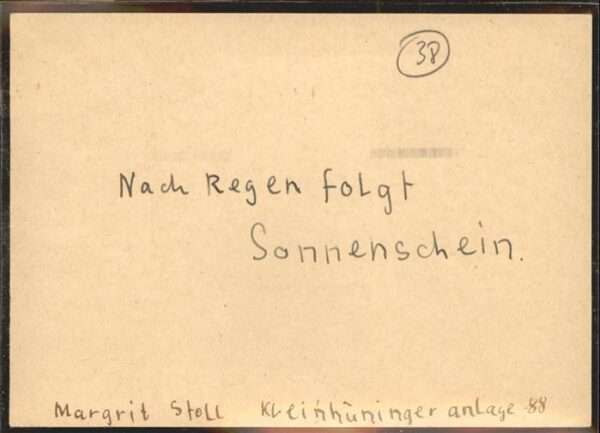 38
Nach Regen folgt
Sonnenschein.
Margrit Stoll Kleinhüninger anlage 88